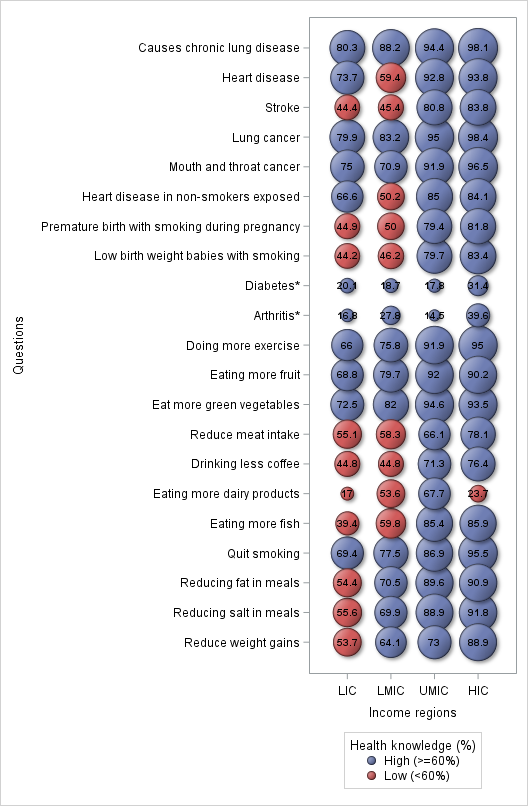 Causes chronic lung disease 80.3 88.2 94.4 98.1
Heart disease 73.7 59.4 92.8 93.8
Stroke 44.4 45.4 80.8 83.8
Lung cancer 79.9 83.2 95 98.4
Mouth and throat cancer 75 70.9 91.9 96.5
Heart disease in non-smokers exposed 66.6 50.2 85 84.1
Premature birth with smoking during pregnancy 44.9 50 79.4 81.8
Low birth weight babies with smoking 44.2 46.2 79.7 83.4
Diabetes* 20.1 18.7 17.8 31.4
Arthritis* 16.8 27.8 14.5 39.6
Doing more exercise 66 75.8 91.9 95
Eating more fruit 68.8 79.7 92 90.2
Eat more green vegetables 72.5 82 94.6 93.5
Reduce meat intake 55.1 58.3 66.1 78.1
Drinking less coffee 44.8 44.8 71.3 76.4
Eating more dairy products 17 53.6 67.7 23.7
Eating more fish 39.4 59.8 85.4 85.9
Quit smoking 69.4 77.5 86.9 95.5
Reducing fat in meals 54.4 70.5 89.6 90.9
Reducing salt in meals 55.6 69.9 88.9 91.8
Reduce weight gains 53.7 64.1 73 88.9
Questions
LIC LMIC UMIC HIC
Income regions
Health knowledge (%)
High (>=60%)
Low (<60%)